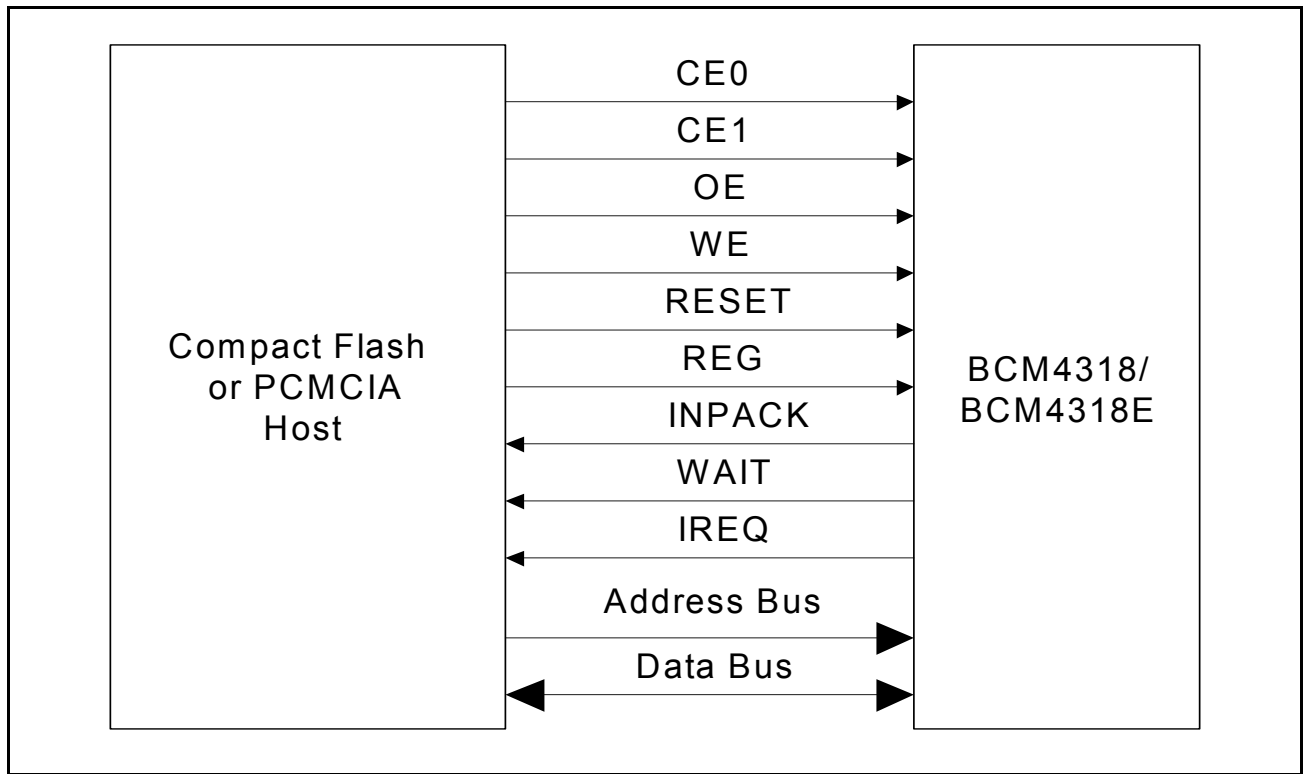 CE0
CE1
OE
WE
RESET
REG
INPACK
WAIT
IREQ
Address Bus
Data Bus
Compact Flash
or PCMCIA
Host
BCM4318/
BCM4318E